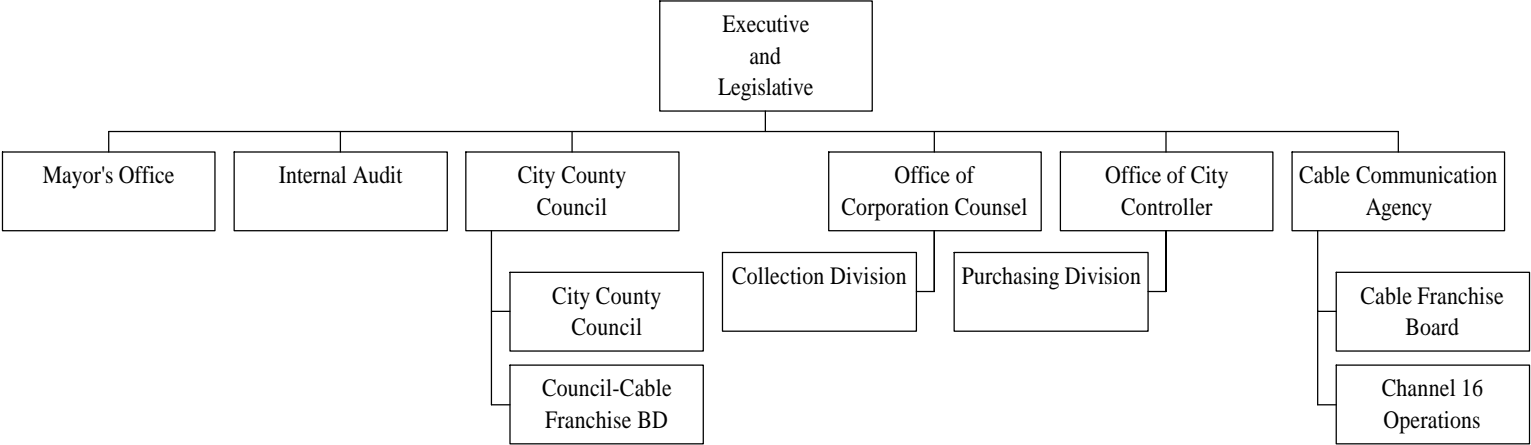 Executive
and
Legislative
Mayor's Office
Internal Audit
City County
Council
Office of
Corporation Counsel
Office of City
Controller
Cable Communication
Agency
City County
Council
Council-Cable
Franchise BD
Collection Division
Purchasing Division
Cable Franchise
Board
Channel 16
Operations